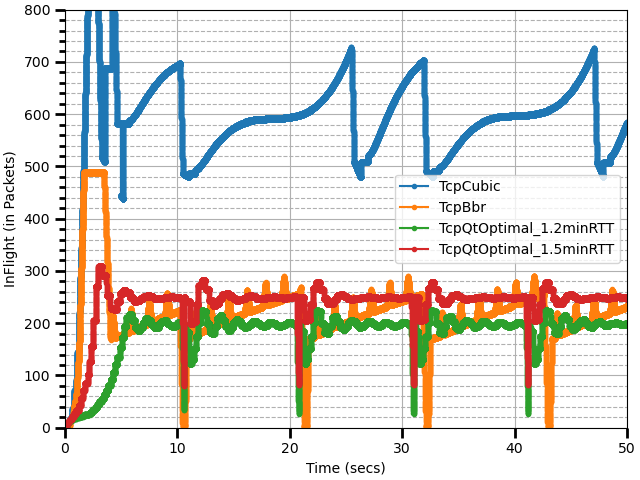 800
700
600
500
400
300
200
100
0
InFlight (in Packets)
TcpCubic
TcpBbr
TcpQtOptimal_1.2minRTT
TcpQtOptimal_1.5minRTT
0 10 20 30 40 50
Time (secs)